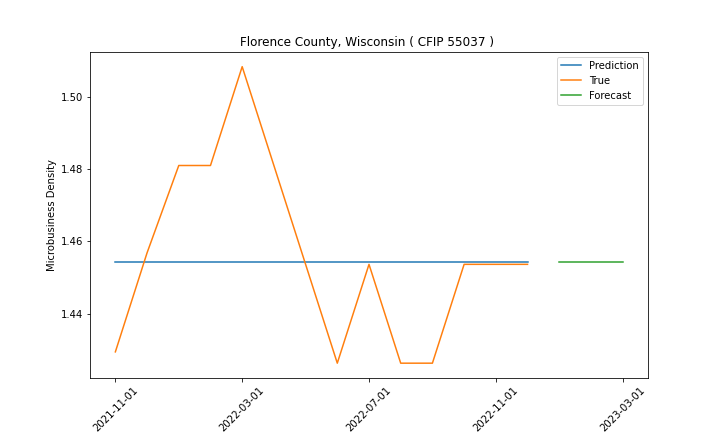 Florence County, Wisconsin ( CFIP 55037 )
Prediction
True
Forecast
Microbusiness Density
1.50
1.48
1.46
1.44
2021-11-01
2022-03-01
2022-07-01
2022-11-01
2023-03-01